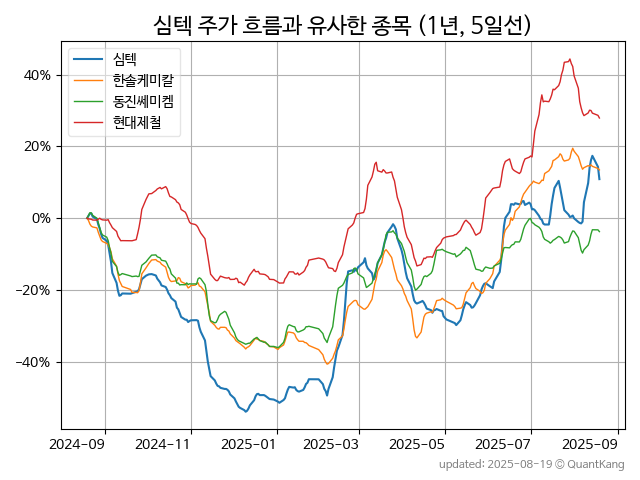 심텍 주가 흐름과 유사한 종목 (1년, 5일선)
심텍
한솔케미칼
동진쎄미켐
현대제철
40%
20%
0%
−20%
−40%
2024-09 2024-11 2025-01 2025-03 2025-05 2025-07 2025-09
updated: 2025-08-19 © QuantKang